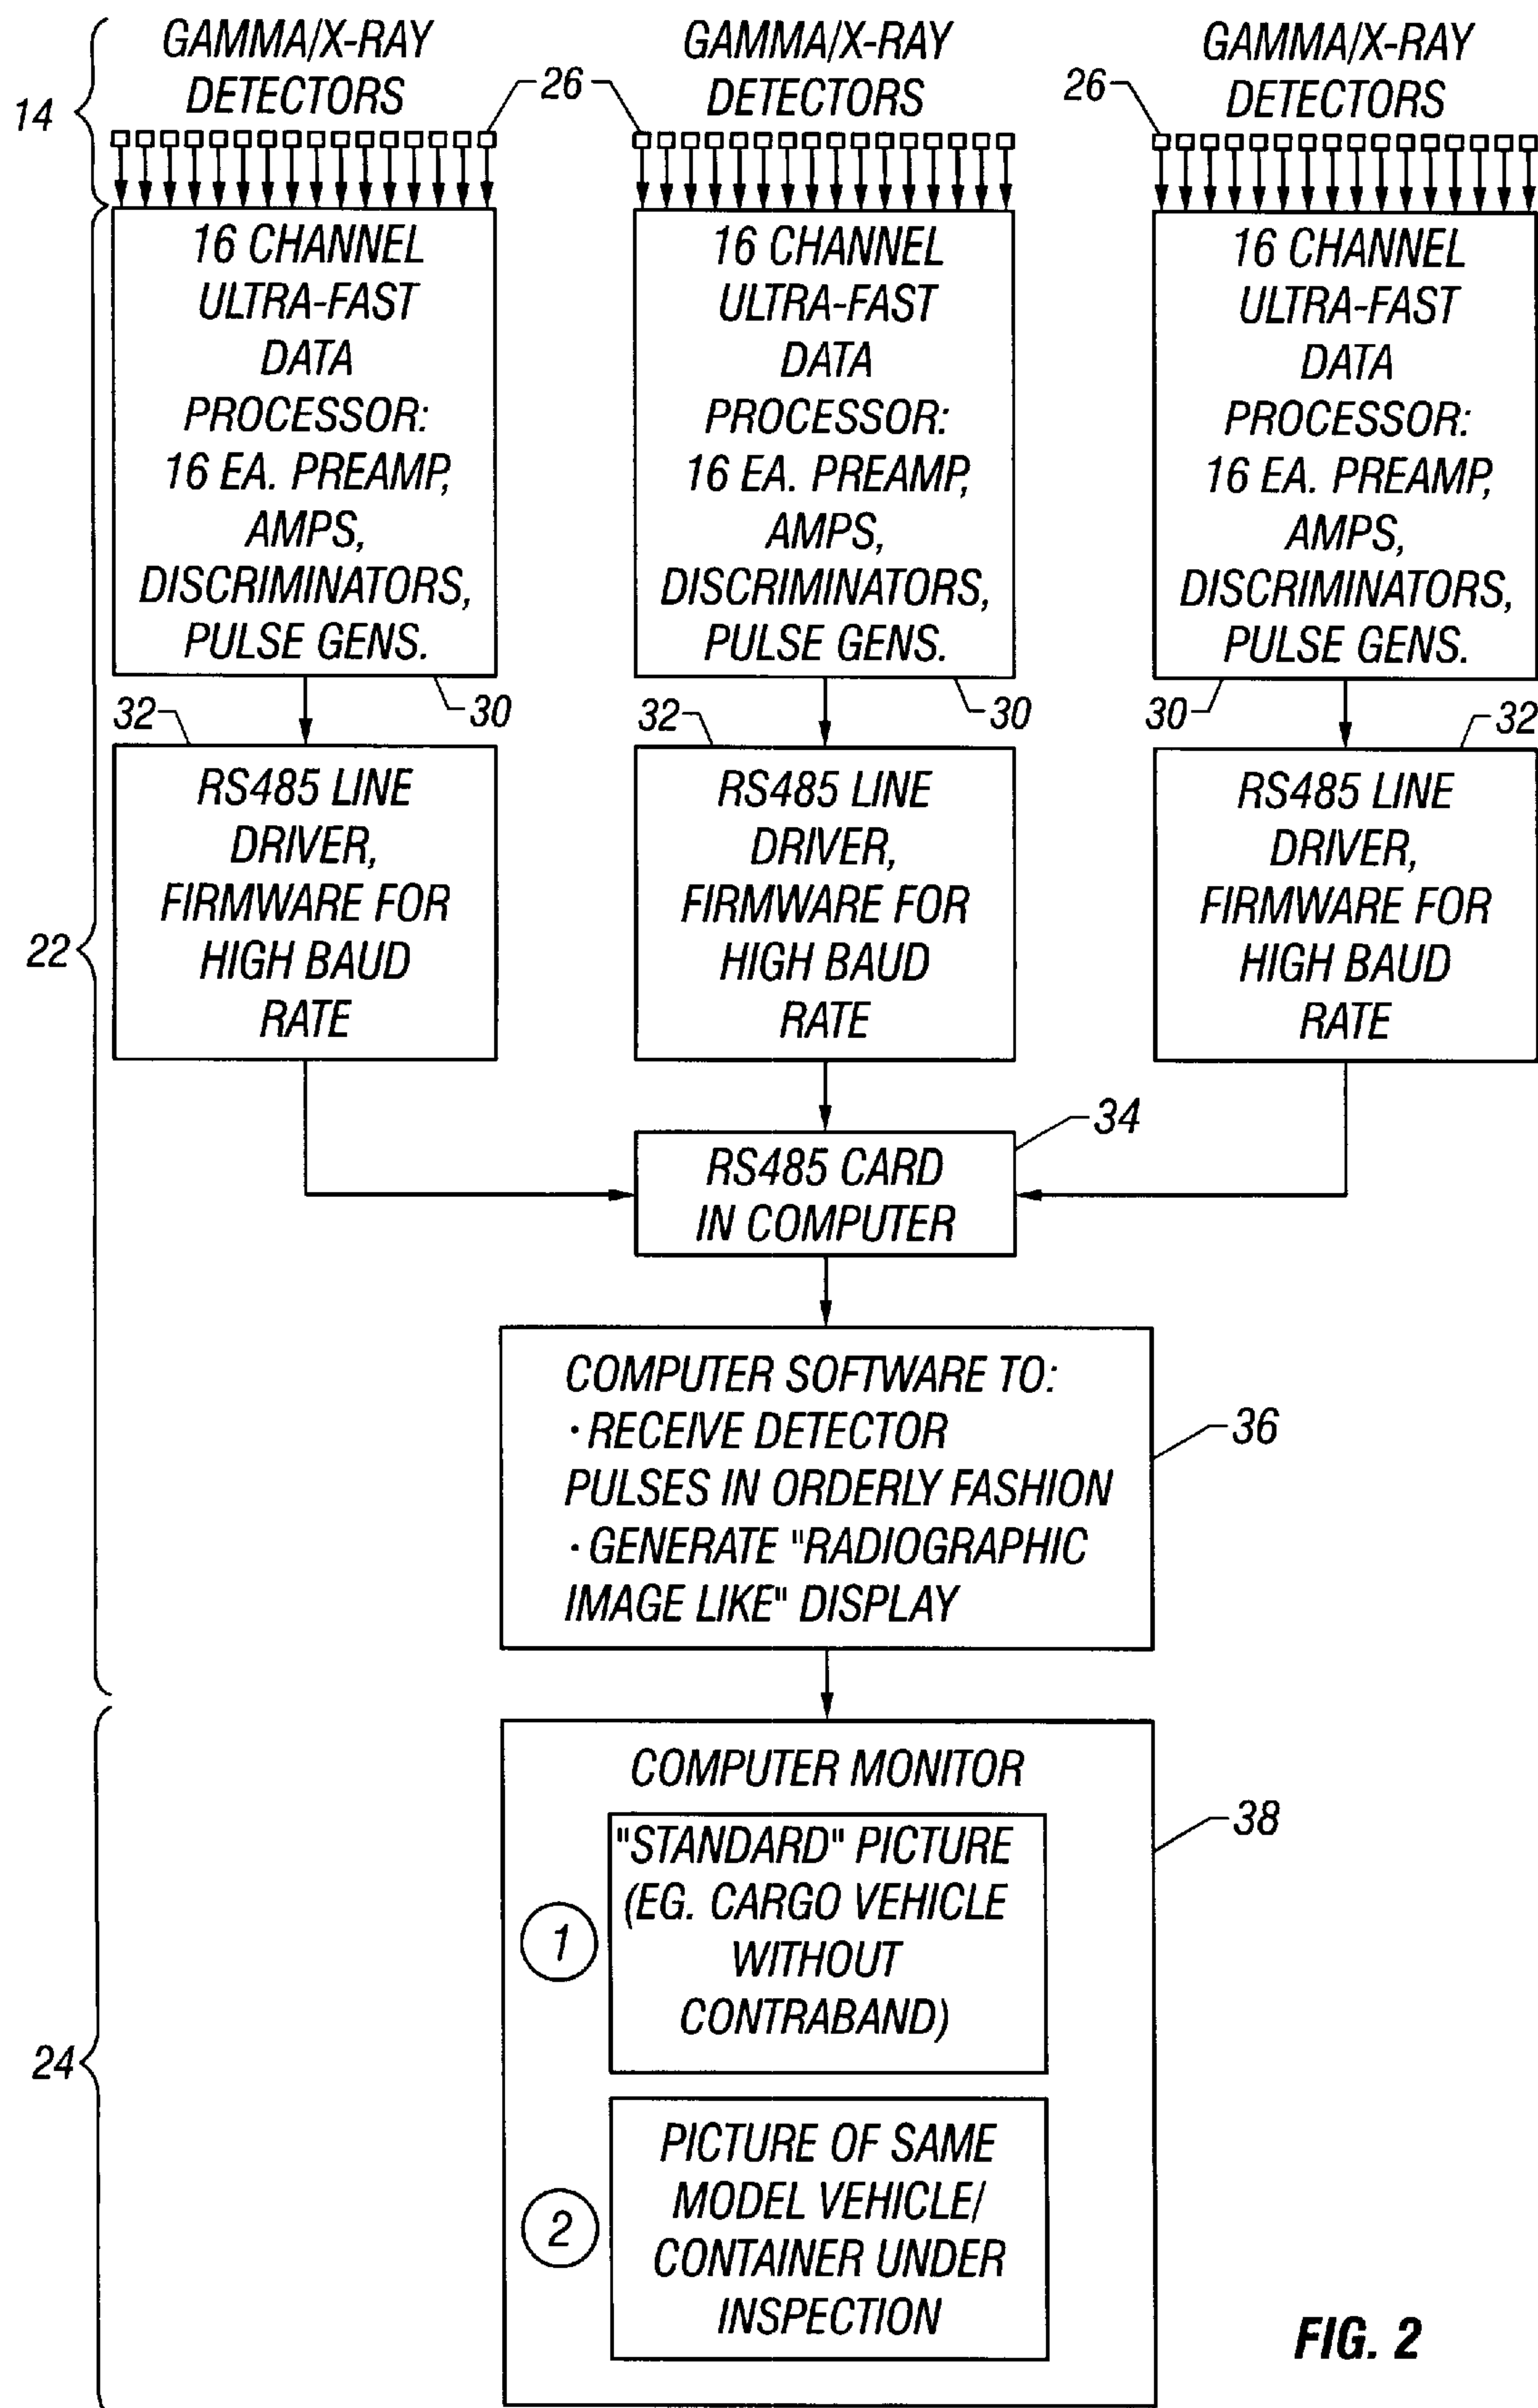 GAMMA/X-RAY
DETECTORS
GAMMA/X-RAY
DETECTORS
GAMMA/X-RAY
DETECTORS
14
26
26
16 CHANNEL
ULTRA-FAST
DATA
PROCESSOR:
16 EA. PREAMP,
AMPS,
DISCRIMINATORS,
PULSE GENS.
16 CHANNEL
ULTRA-FAST
DATA
PROCESSOR:
16 EA. PREAMP,
AMPS,
DISCRIMINATORS,
PULSE GENS.
16 CHANNEL
ULTRA-FAST
DATA
PROCESSOR:
16 EA. PREAMP,
AMPS,
DISCRIMINATORS,
PULSE GENS.
32
30
32
30
30
32
22
RS485 LINE
DRIVER,
FIRMWARE FOR
HIGH BAUD
RATE
RS485 LINE
DRIVER,
FIRMWARE FOR
HIGH BAUD
RATE
RS485 LINE
DRIVER,
FIRMWARE FOR
HIGH BAUD
RATE
34
RS485 CARD
IN COMPUTER
COMPUTER SOFTWARE TO:
· RECEIVE DETECTOR
PULSES IN ORDERLY FASHION
· GENERATE "RADIOGRAPHIC
IMAGE LIKE" DISPLAY
36
COMPUTER MONITOR
38
1
"STANDARD" PICTURE
(EG. CARGO VEHICLE
WITHOUT
CONTRABAND)
24
2
PICTURE OF SAME
MODEL VEHICLE/
CONTAINER UNDER
INSPECTION
FIG. 2